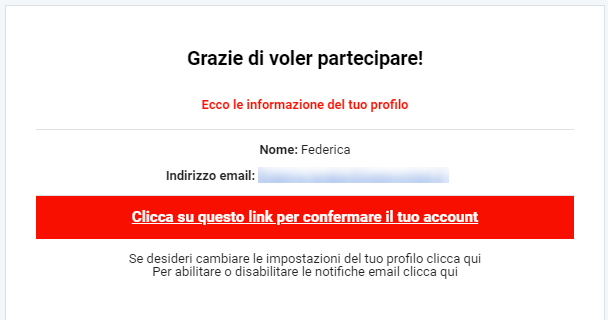 Grazie di voler partecipare!
Ecco le informazione del tuo profilo
Nome: Federica
Indirizzo email:
Clicca su questo link per confermare il tuo account
Se desideri cambiare le impostazioni del tuo profilo clicca qui
Per abilitare o disabilitare le notifiche email clicca qui